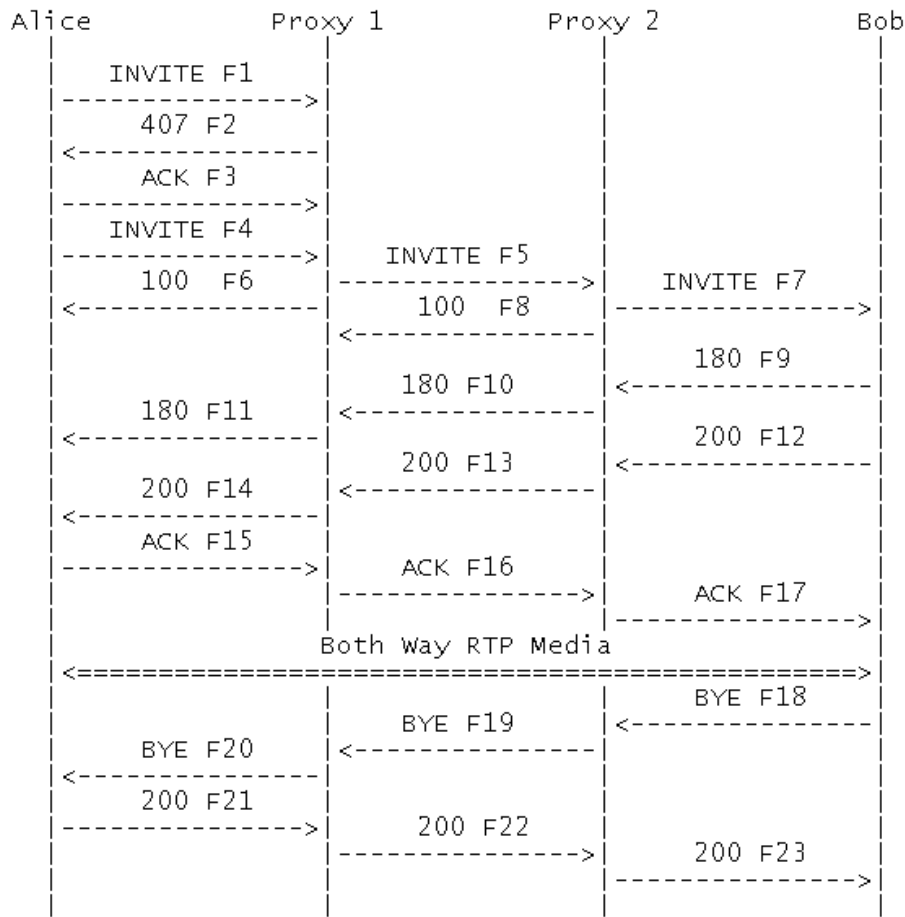 Alice Proxy 1 Proxy 2 Bob
INVITE F1
407 F2
ACK F3
INVITE F4
INVITE F5
100 F6
INVITE F7
100 F8
180 F9
180 F10
180 F11
200 F12
200 F13
200 F14
ACK F15
ACK F16
ACK F17
Both Way RTP Media
BYE F18
BYE F19
BYE F20
200 F21
200 F22
200 F23